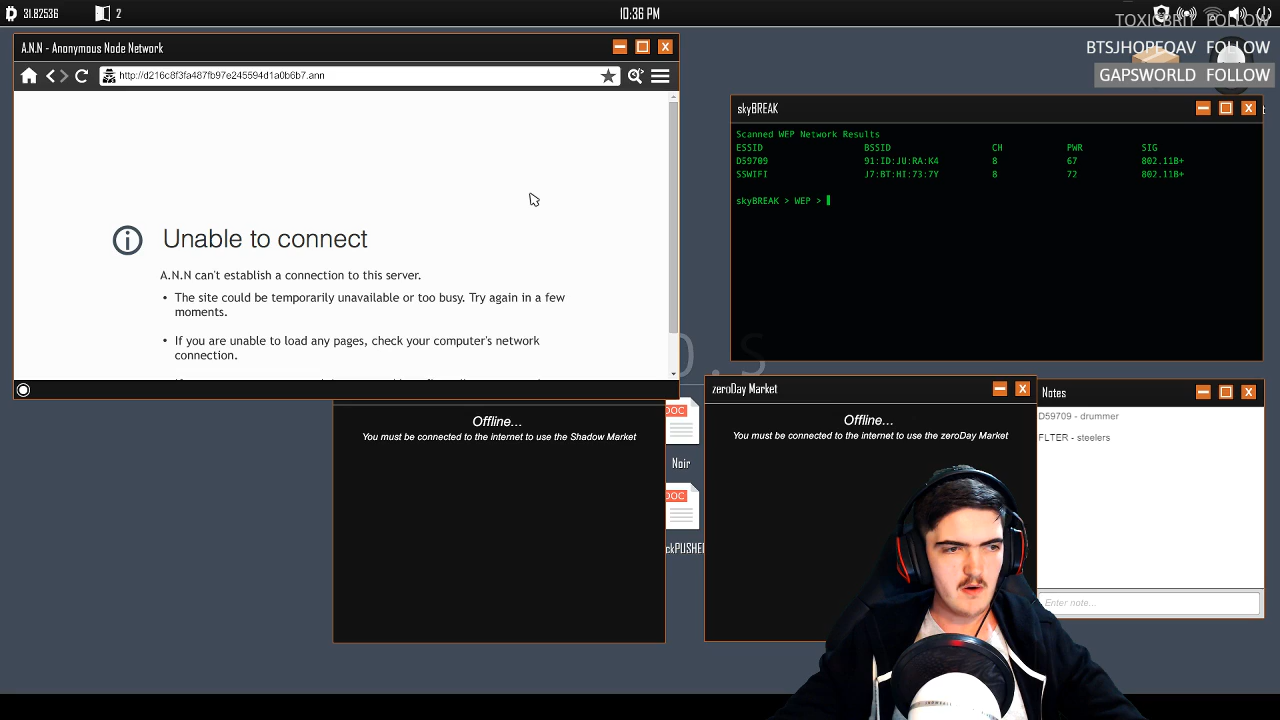 31.82536
2
10:36 PM
TOXICBRIT FOLLOW
BTSJHOPEOAV FOLLOW
GAPSWORLD FOLLOW
A.N.N - Anonymous Node Network
http://d216c8f3fa487fb97e245594d1a0b6b7.ann
Unable to connect
A.N.N can't establish a connection to this server.
• The site could be temporarily unavailable or too busy. Try again in a few
moments.
• If you are unable to load any pages, check your computer's network
connection.
skyBREAK
Scanned WEP Network Results
ESSID BSSID CH PWR SIG
D59709 91:ID:JU:RA:K4 8 67 802.11B+
SSWIFI J7:BT:HI:73:7Y 8 72 802.11B+
skyBREAK > WEP >
O.S
Offline...
You must be connected to the internet to use the Shadow Market
DOC
Noir
DOC
ckPUSHER
zeroDay Market
Offline...
You must be connected to the internet to use the zeroDay Market
Notes
D59709 - drummer
FLTER - steelers
Enter note...